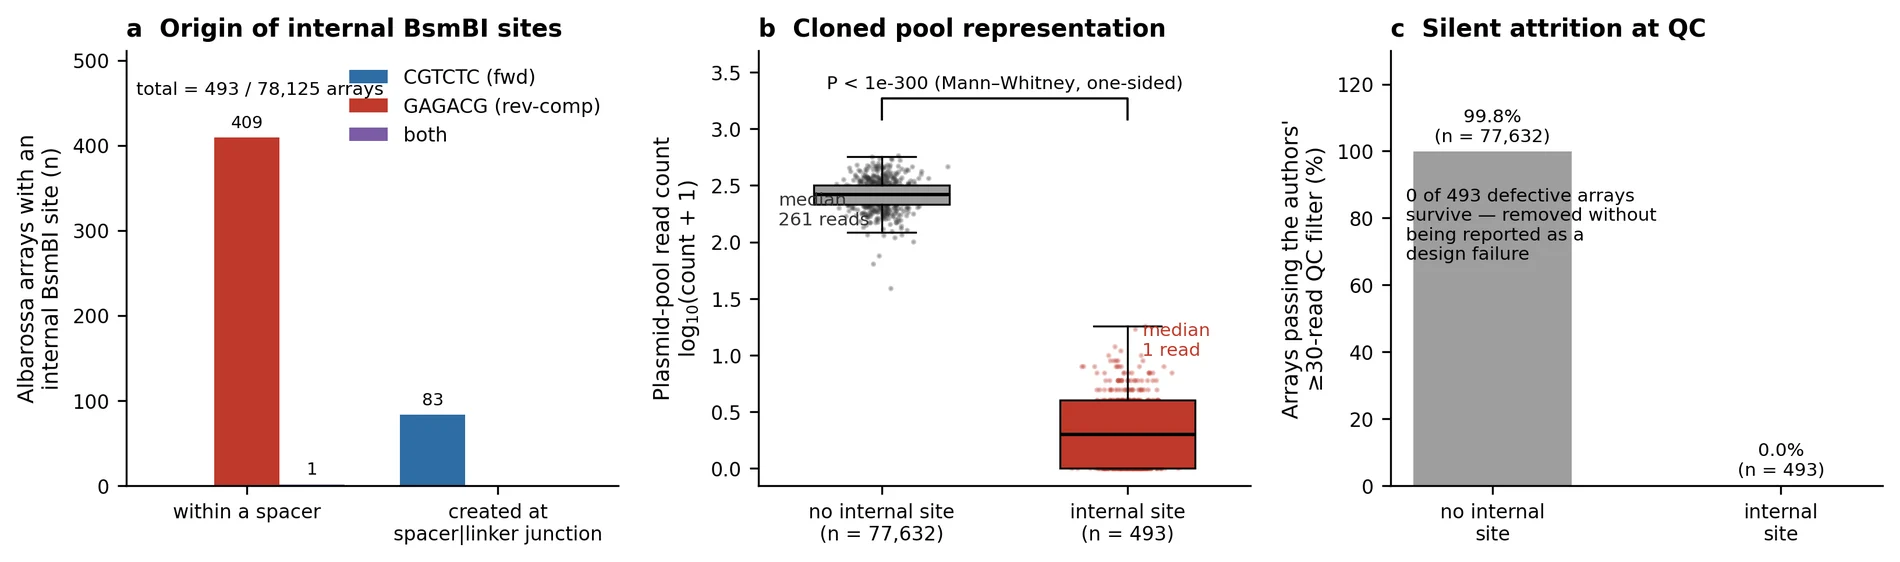 a Origin of internal BsmBI sites
Albarossa arrays with an
internal BsmBI site (n)
500
400
300
200
100
0
total = 493 / 78,125 arrays
CGTCTC (fwd)
GAGACG (rev-comp)
both
409
1
83
within a spacer
created at
spacer|linker junction
b Cloned pool representation
Plasmid-pool read count
log10(count + 1)
3.5
3.0
2.5
2.0
1.5
1.0
0.5
0.0
P < 1e-300 (Mann–Whitney, one-sided)
median
261 reads
median
1 read
no internal site
(n = 77,632)
internal site
(n = 493)
c Silent attrition at QC
Arrays passing the authors'
≥30-read QC filter (%)
120
100
80
60
40
20
0
99.8%
(n = 77,632)
0 of 493 defective arrays
survive — removed without
being reported as a
design failure
0.0%
(n = 493)
no internal
site
internal
site